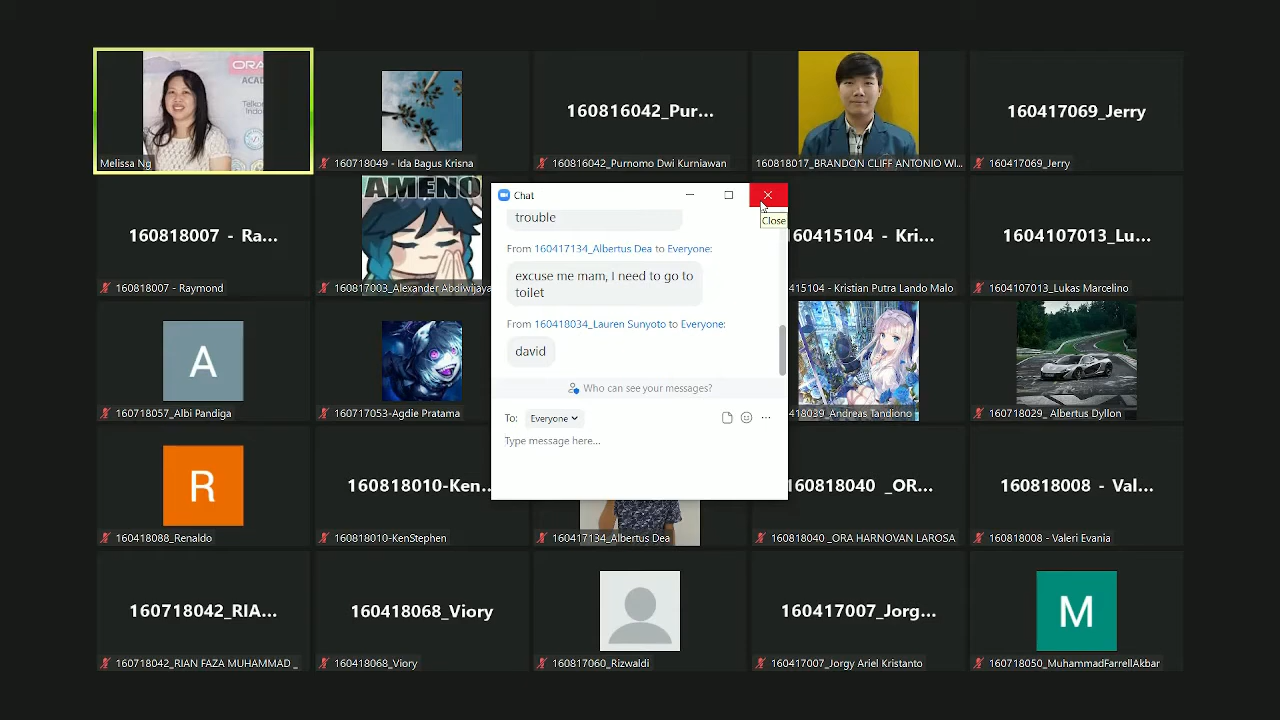 ORA
ACAD
Telkom
Indon
Melissa Ng
160718049 - Ida Bagus Krisna
160816042_Pur...
160816042_Purnomo Dwi Kurniawan
160818017_BRANDON CLIFF ANTONIO WI...
160417069_Jerry
160417069_Jerry
160818007 - Ra...
160818007 - Raymond
AMENO
160817003_Alexander Abdiwijaya
Chat
Close
trouble
From 160417134_Albertus Dea to Everyone:
excuse me mam, I need to go to
toilet
From 160418034_Lauren Sunyoto to Everyone:
david
Who can see your messages?
To: Everyone
Type message here...
160415104 - Kri...
415104 - Kristian Putra Lando Malo
1604107013_Lu...
1604107013_Lukas Marcelino
A
160718057_Albi Pandiga
160717053-Agdie Pratama
418039_Andreas Tandiono
160718029_ Albertus Dyllon
R
160418088_Renaldo
160818010-Ken...
160818010-KenStephen
160417134_Albertus Dea
160818040 _OR...
160818040 _ORA HARNOVAN LAROSA
160818008 - Val...
160818008 - Valeri Evania
160718042_RIA...
160718042_RIAN FAZA MUHAMMAD _
160418068_Viory
160418068_Viory
160817060_Rizwaldi
160417007_Jorg...
160417007_Jorgy Ariel Kristanto
M
160718050_MuhammadFarrellAkbar